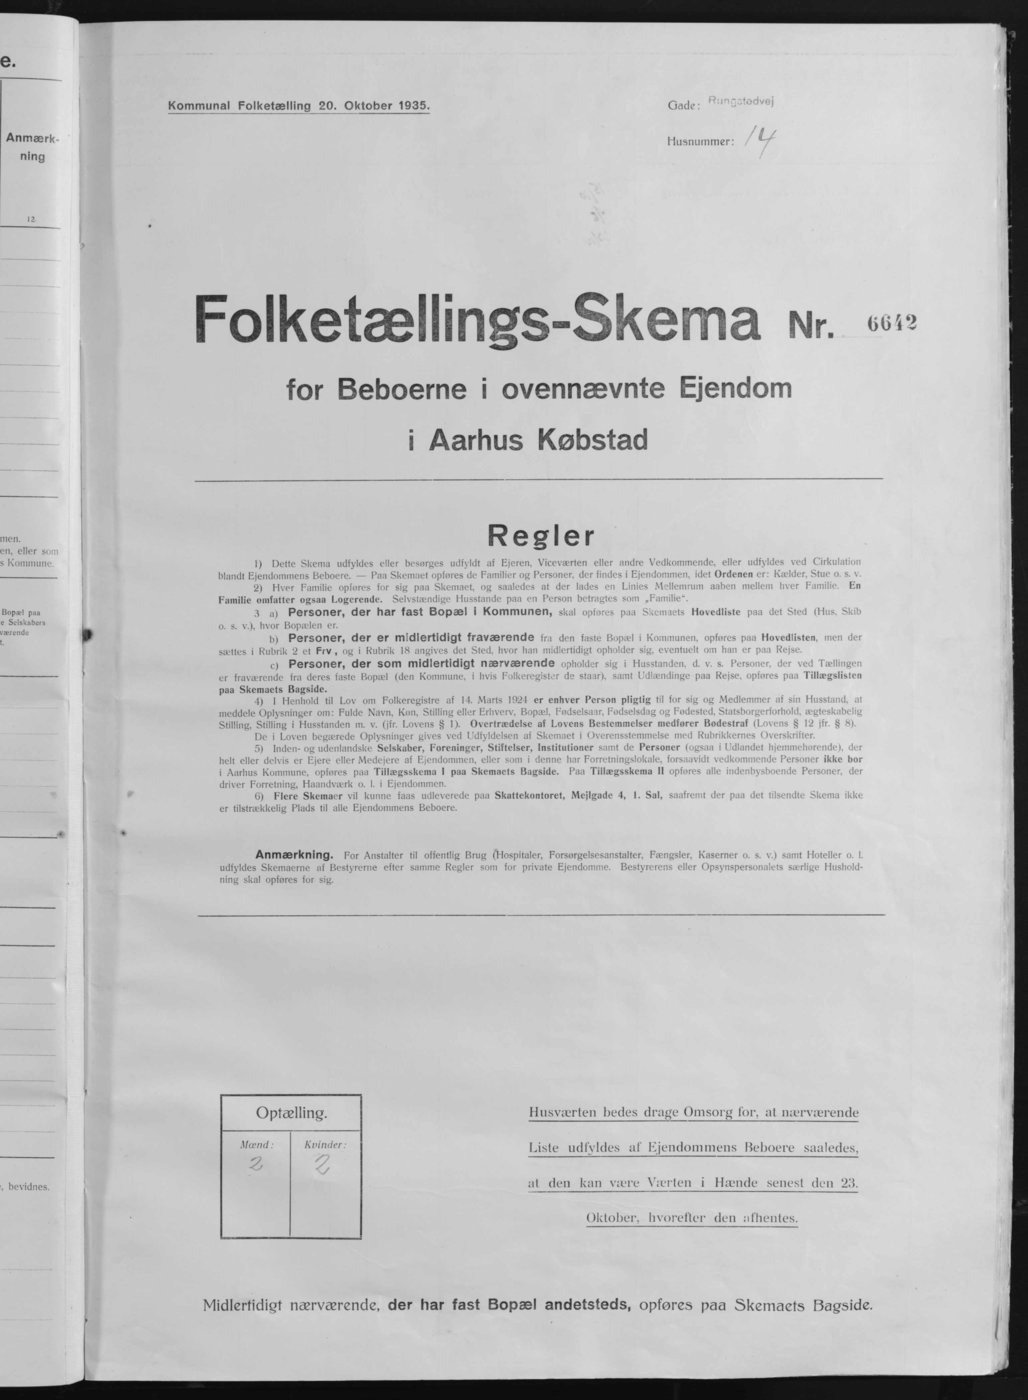 e.
Anmærk-
ning
12
men.
en, eller som
s Kommune.
Bopæl paa
e Selskabers
værende
t.
, bevidnes.
Kommunal Folketælling 20. Oktober 1935.
Gade: Rungstedvej
Husnummer: 14
Folketællings-Skema Nr. 6642
for Beboerne i ovennævnte Ejendom
i Aarhus Købstad
Regler
1) Dette Skema udfyldes eller besørges udfyldt af Ejeren, Viceværten eller andre Vedkommende, eller udfyldes ved Cirkulation
blandt Ejendommens Beboere. — Paa Skemaet opføres de Familier og Personer, der findes i Ejendommen, idet Ordenen er: Kælder, Stue o. s. v.
2) Hver Familie opføres for sig paa Skemaet, og saaledes at der lades en Linies Mellemrum aaben mellem hver Familie. En
Familie omfatter ogsaa Logerende. Selvstændige Husstande paa en Person betragtes som „Familie“.
3 a) Personer, der har fast Bopæl i Kommunen, skal opføres paa Skemaets Hovedliste paa det Sted (Hus, Skib
o. s. v.), hvor Bopælen er.
b) Personer, der er midlertidigt fraværende fra den faste Bopæl i Kommunen, opføres paa Hovedlisten, men der
sættes i Rubrik 2 et Frv, og i Rubrik 18 angives det Sted, hvor han midlertidigt opholder sig, eventuelt om han er paa Rejse.
c) Personer, der som midlertidigt nærværende opholder sig i Husstanden, d. v. s. Personer, der ved Tællingen
er fraværende fra deres faste Bopæl (den Kommune, i hvis Folkeregister de staar), samt Udlændinge paa Rejse, opføres paa Tillægslisten
paa Skemaets Bagside.
4) I Henhold til Lov om Folkeregistre af 14. Marts 1924 er enhver Person pligtig til for sig og Medlemmer af sin Husstand, at
meddele Oplysninger om: Fulde Navn, Køn, Stilling eller Erhverv, Bopæl, Fødselsaar, Fødselsdag og Fødested, Statsborgerforhold, ægteskabelig
Stilling, Stilling i Husstanden m. v. (jfr. Lovens § 1). Overtrædelse af Lovens Bestemmelser medfører Bødestraf (Lovens § 12 jfr. § 8).
De i Loven begærede Oplysninger gives ved Udfyldelsen af Skemaet i Overensstemmelse med Rubrikkernes Overskrifter.
5) Inden- og udenlandske Selskaber, Foreninger, Stiftelser, Institutioner samt de Personer (ogsaa i Udlandet hjemmehørende), der
helt eller delvis er Ejere eller Medejere af Ejendommen, eller som i denne har Forretningslokale, forsaavidt vedkommende Personer ikke bor
i Aarhus Kommune, opføres paa Tillægsskema I paa Skemaets Bagside. Paa Tillægsskema II opføres alle indenbysboende Personer, der
driver Forretning, Haandværk o. l. i Ejendommen.
6) Flere Skemaer vil kunne faas udleverede paa Skattekontoret, Mejlgade 4, 1. Sal, saafremt der paa det tilsendte Skema ikke
er tilstrækkelig Plads til alle Ejendommens Beboere.
Anmærkning. For Anstalter til offentlig Brug (Hospitaler, Forsørgelsesanstalter, Fængsler, Kaserner o. s. v.) samt Hoteller o. l.
udfyldes Skemaerne af Bestyrerne efter samme Regler som for private Ejendomme. Bestyrerens eller Opsynspersonalets særlige Hushold-
ning skal opføres for sig.
Optælling.
Mænd: Kvinder:
2 2
Husværten bedes drage Omsorg for, at nærværende
Liste udfyldes af Ejendommens Beboere saaledes,
at den kan være Værten i Hænde senest den 23.
Oktober, hvorefter den afhentes.
Midlertidigt nærværende, der har fast Bopæl andetsteds, opføres paa Skemaets Bagside.